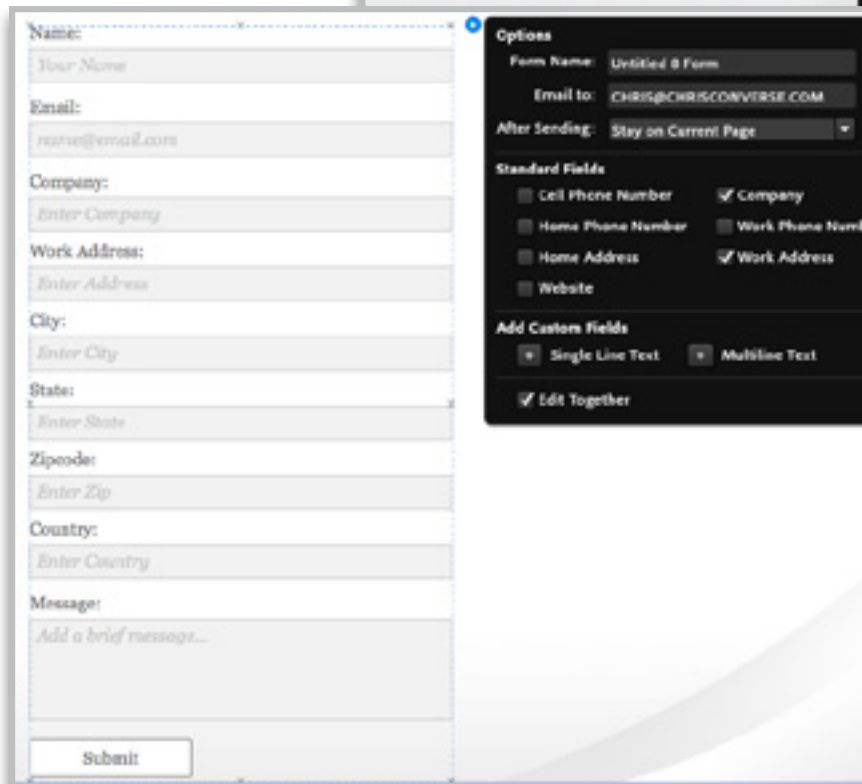 Name:
Your Name
Email:
name@email.com
Company:
Enter Company
Work Address:
Enter Address
City:
Enter City
State:
Enter State
Zipcode:
Enter Zip
Country:
Enter Country
Message:
Add a brief message...
Submit
Options
Form Name: Untitled 8 Form
Email to: CHRIS@CHRISCONVERSE.COM
After Sending: Stay on Current Page
Standard Fields
Cell Phone Number Company
Home Phone Number Work Phone Numb
Home Address Work Address
Website
Add Custom Fields
+ Single Line Text + Multiline Text
Edit Together